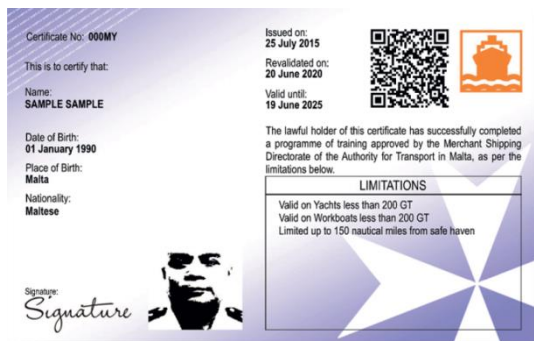 Certificate No: 000MY
This is to certify that:
Name:
SAMPLE SAMPLE
Date of Birth:
01 January 1990
Place of Birth:
Malta
Nationality:
Maltese
Signature:
Signature
Issued on:
25 July 2015
Revalidated on:
20 June 2020
Valid until:
19 June 2025
The lawful holder of this certificate has successfully completed
a programme of training approved by the Merchant Shipping
Directorate of the Authority for Transport in Malta, as per the
limitations below.
LIMITATIONS
Valid on Yachts less than 200 GT
Valid on Workboats less than 200 GT
Limited up to 150 nautical miles from safe haven